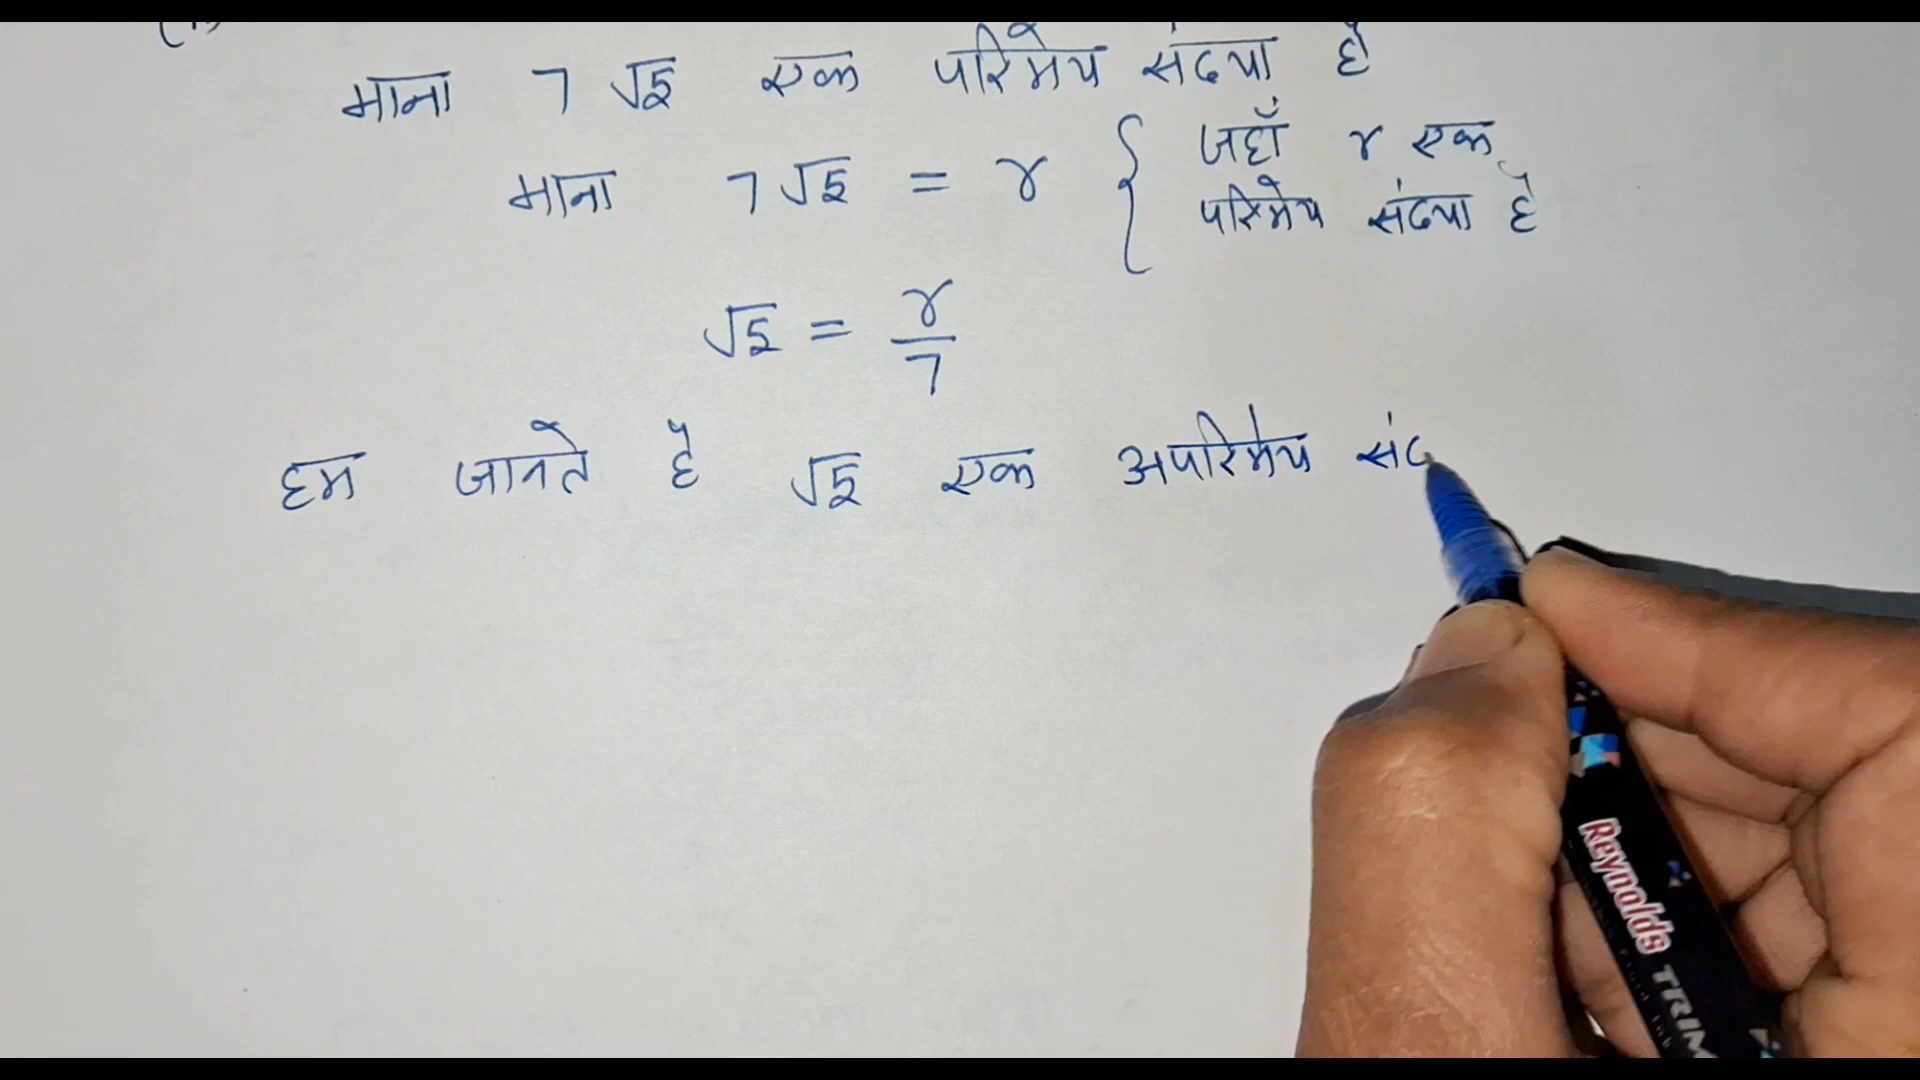 माना 7√5 एक परिमेय संख्या है
माना 7√5 = r { जहाँ r एक
परिमेय संख्या है
√5 = r/7
हम जानते है √5 एक अपरिमेय
Reynolds TRIM